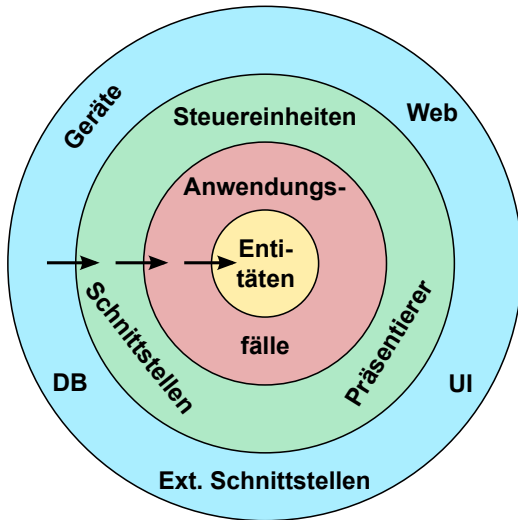 Geräte
Web
Steuereinheiten
Anwendungs-
Enti-
täten
fälle
Schnittstellen
Präsentierer
DB
UI
Ext. Schnittstellen